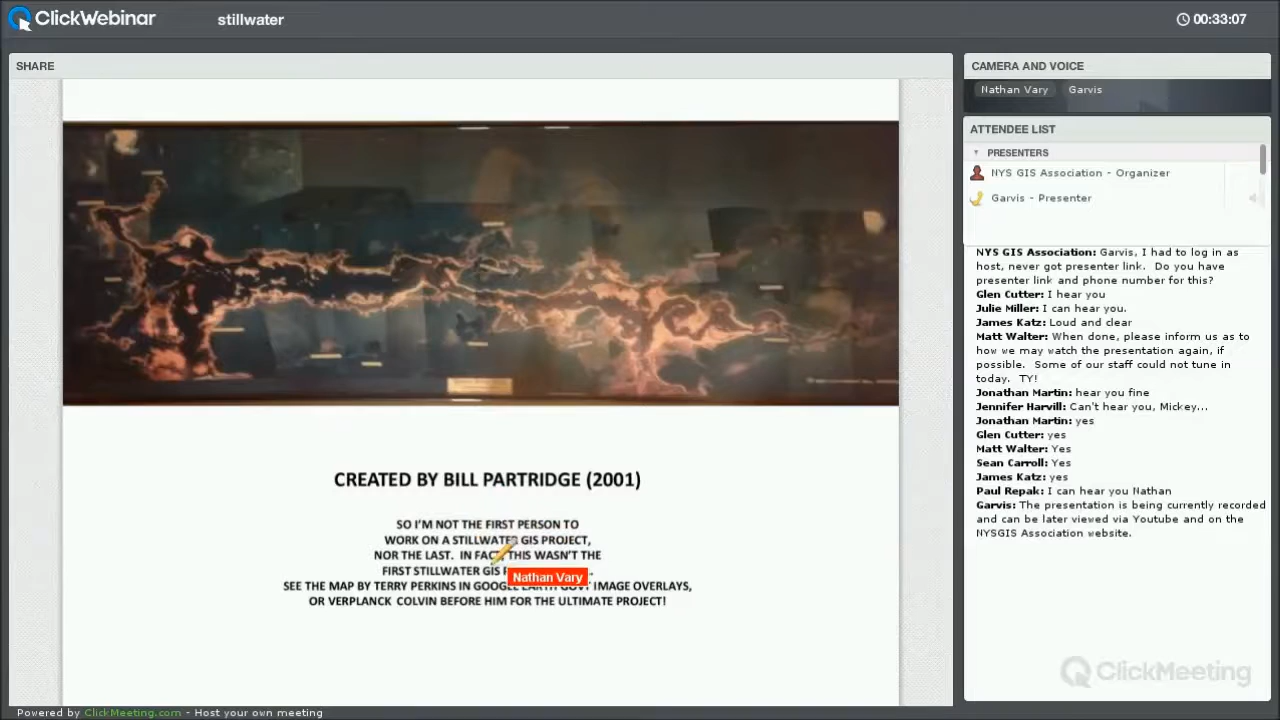 ClickWebinar
stillwater
00:33:07
SHARE
CREATED BY BILL PARTRIDGE (2001)
SO I'M NOT THE FIRST PERSON TO
WORK ON A STILLWATER GIS PROJECT,
NOR THE LAST. IN FACT THIS WASN'T THE
FIRST STILLWATER GIS
Nathan Vary
SEE THE MAP BY TERRY PERKINS IN GOOGLE EARTH GOVT IMAGE OVERLAYS,
OR VERPLANCK COLVIN BEFORE HIM FOR THE ULTIMATE PROJECT!
CAMERA AND VOICE
Nathan Vary Garvis
ATTENDEE LIST
PRESENTERS
NYS GIS Association - Organizer
Garvis - Presenter
NYS GIS Association: Garvis, I had to log in as
host, never got presenter link. Do you have
presenter link and phone number for this?
Glen Cutter: I hear you
Julie Miller: I can hear you.
James Katz: Loud and clear
Matt Walter: When done, please inform us as to
how we may watch the presentation again, if
possible. Some of our staff could not tune in
today. TY!
Jonathan Martin: hear you fine
Jennifer Harvill: Can't hear you, Mickey...
Jonathan Martin: yes
Glen Cutter: yes
Matt Walter: Yes
Sean Carroll: Yes
James Katz: yes
Paul Repak: I can hear you Nathan
Garvis: The presentation is being currently recorded
and can be later viewed via Youtube and on the
NYSGIS Association website.
ClickMeeting
Powered by ClickMeeting.com - Host your own meeting